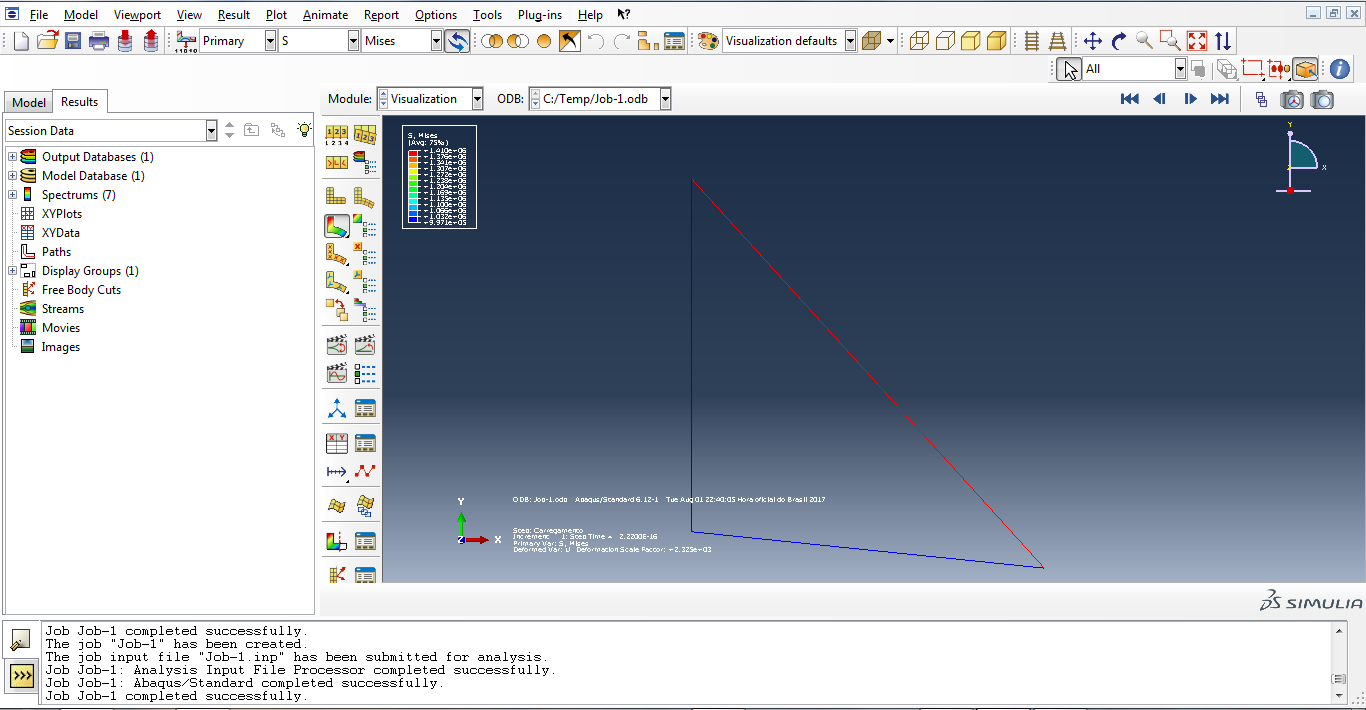 File Model Viewport View Result Plot Animate Report Options Tools Plug-ins Help
Primary S Mises Visualization defaults
All
Model Results Module: Visualization ODB: C:/Temp/Job-1.odb
Session Data
Output Databases (1)
Model Database (1)
Spectrums (7)
XYPlots
XYData
Paths
Display Groups (1)
Free Body Cuts
Streams
Movies
Images
S, Mises
(Avg: 75%)
+1.410e+06
+1.376e+06
+1.341e+06
+1.307e+06
+1.272e+06
+1.238e+06
+1.204e+06
+1.169e+06
+1.135e+06
+1.100e+06
+1.066e+06
+1.032e+06
+9.971e+05
Y
X
Y
Z X
ODB: Job-1.odb Abaqus/Standard 6.12-1 Tue Aug 01 22:40:05 Hora oficial do Brasil 2017
Step: Carregamento
Increment 1: Step Time = 2.2200E-16
Primary Var: S, Mises
Deformed Var: U Deformation Scale Factor: +2.325e+03
SIMULIA
Job Job-1 completed successfully.
The job "Job-1" has been created.
The job input file "Job-1.inp" has been submitted for analysis.
Job Job-1: Analysis Input File Processor completed successfully.
Job Job-1: Abaqus/Standard completed successfully.
Job Job-1 completed successfully.